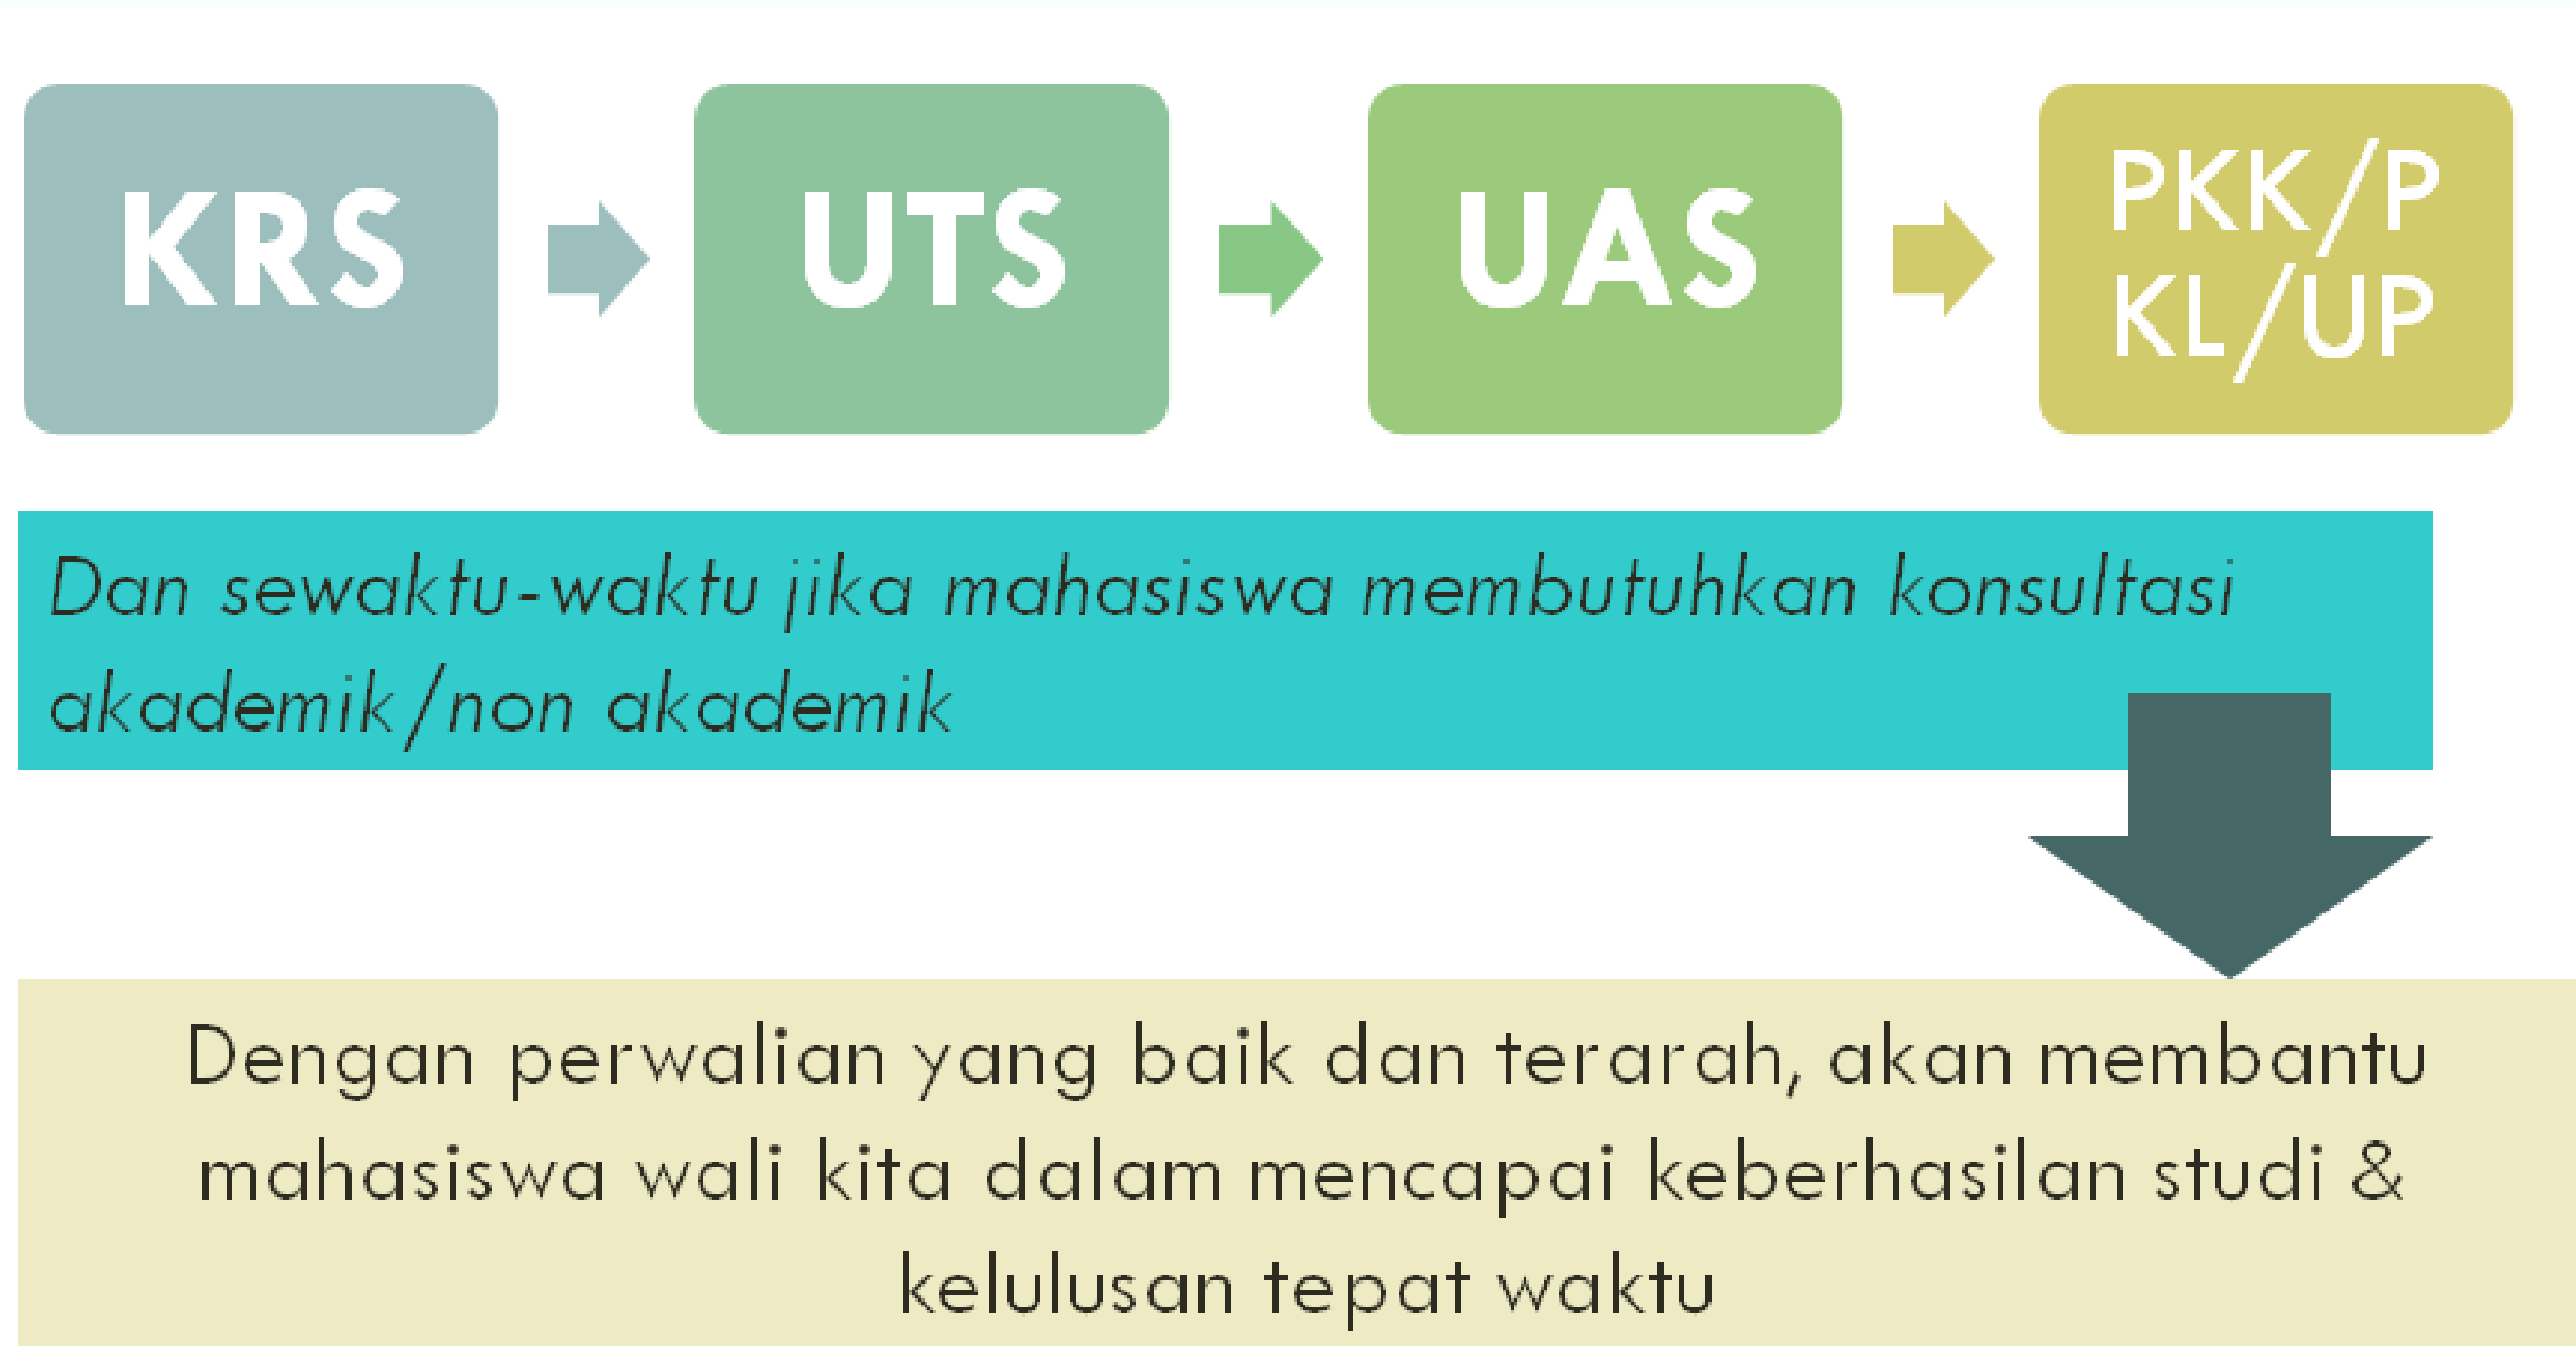 KRS
UTS
UAS
PKK/P
KL/UP
Dan sewaktu-waktu jika mahasiswa membutuhkan konsultasi
akademik/non akademik
Dengan perwalian yang baik dan terarah, akan membantu
mahasiswa wali kita dalam mencapai keberhasilan studi &
kelulusan tepat waktu